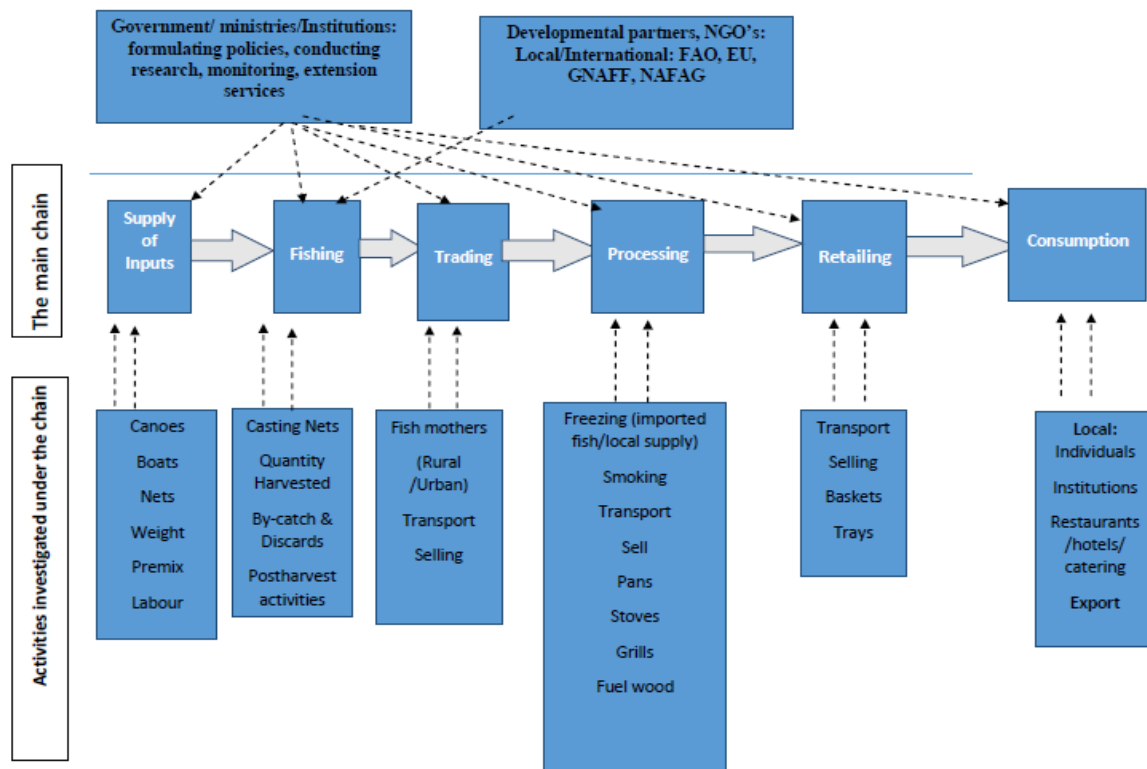 Government/ ministries/Institutions:
formulating policies, conducting
research, monitoring, extension
services
Developmental partners, NGO's:
Local/International: FAO, EU,
GNAFF, NAFAG
The main chain
Supply
of
Inputs
Fishing
Trading
Processing
Retailing
Consumption
Activities investigated under the chain
Canoes
Boats
Nets
Weight
Premix
Labour
Casting Nets
Quantity
Harvested
By-catch &
Discards
Postharvest
activities
Fish mothers
(Rural
/Urban)
Transport
Selling
Freezing (imported
fish/local supply)
Smoking
Transport
Sell
Pans
Stoves
Grills
Fuel wood
Transport
Selling
Baskets
Trays
Local:
Individuals
Institutions
Restaurants
/hotels/
catering
Export